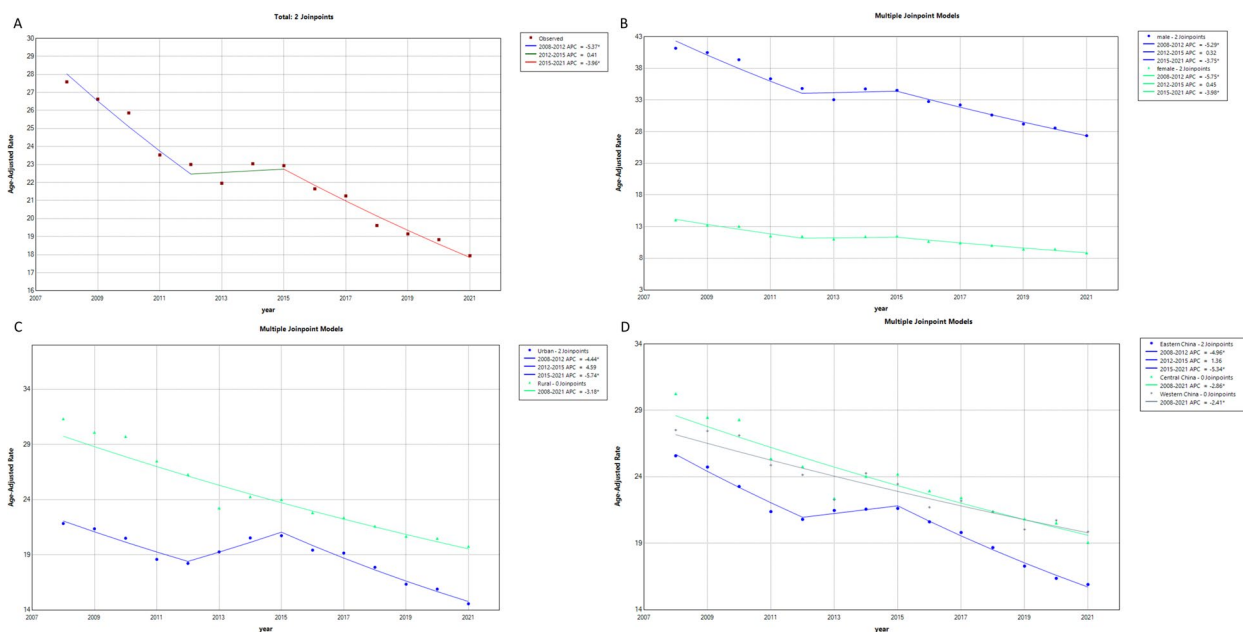 A
Total: 2 Joinpoints
30
29
28
27
26
25
24
23
22
21
20
19
18
17
16
2007
2009
2011
2013
2015
2017
2019
2021
year
Age-Adjusted Rate
Observed
2008-2012 APC = -5.37*
2012-2015 APC = 0.41
2015-2021 APC = -3.96*
B
Multiple Joinpoint Models
43
38
33
28
23
18
13
8
3
2007
2009
2011
2013
2015
2017
2019
2021
year
Age-Adjusted Rate
male - 2 Joinpoints
2008-2012 APC = -5.29*
2012-2015 APC = 0.32
2015-2021 APC = -3.75*
female - 2 Joinpoints
2008-2012 APC = -5.75*
2012-2015 APC = 0.45
2015-2021 APC = -3.98*
C
Multiple Joinpoint Models
34
29
24
19
14
2007
2009
2011
2013
2015
2017
2019
2021
year
Age-Adjusted Rate
Urban - 2 Joinpoints
2008-2012 APC = -4.44*
2012-2015 APC = 4.59
2015-2021 APC = -5.74*
Rural - 0 Joinpoints
2008-2021 APC = -3.18*
D
Multiple Joinpoint Models
34
29
24
19
14
2007
2009
2011
2013
2015
2017
2019
2021
year
Age-Adjusted Rate
Eastern China - 2 Joinpoints
2008-2012 APC = -4.96*
2012-2015 APC = 1.36
2015-2021 APC = -5.34*
Central China - 0 Joinpoints
2008-2021 APC = -2.86*
Western China - 0 Joinpoints
2008-2021 APC = -2.41*